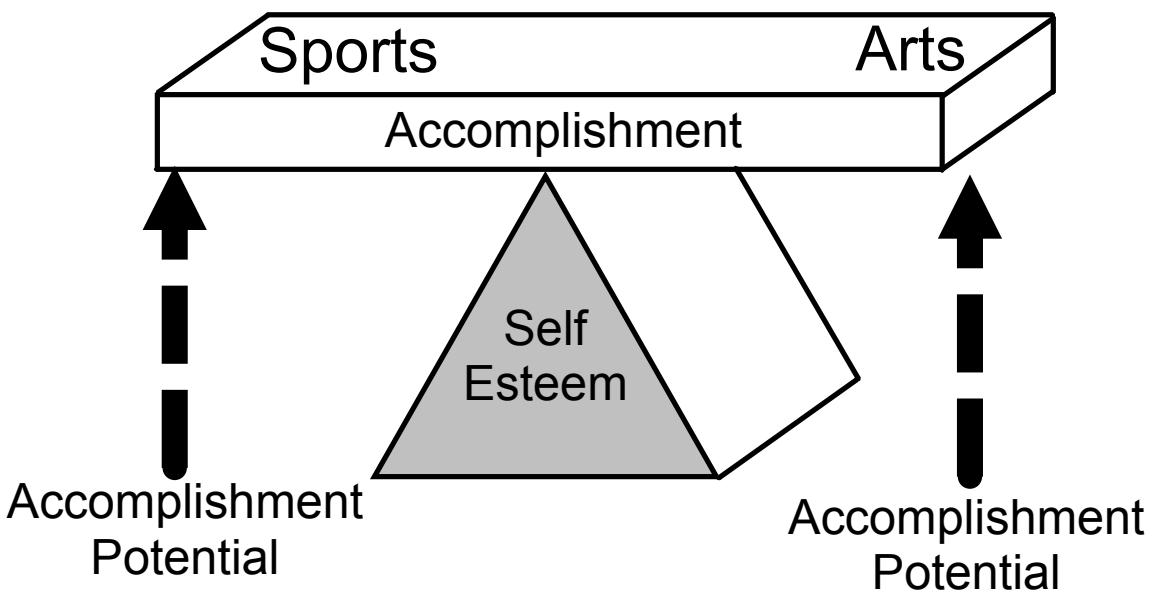 Sports
Arts
Accomplishment
Self
Esteem
Accomplishment
Potential
Accomplishment
Potential